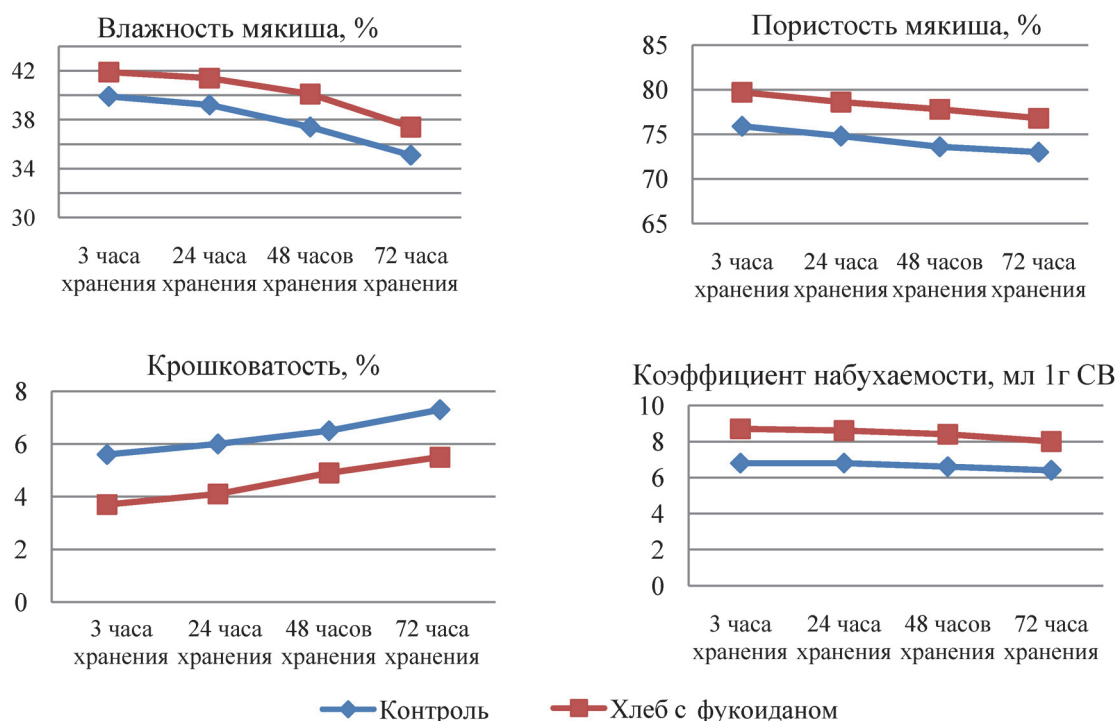 Влажность мякиша, %
42
38
34
30
3 часа 24 часа 48 часов 72 часа
хранения хранения хранения хранения
Пористость мякиша, %
85
80
75
70
65
3 часа 24 часа 48 часов 72 часа
хранения хранения хранения хранения
Крошковатость, %
8
6
4
2
0
3 часа 24 часа 48 часов 72 часа
хранения хранения хранения хранения
Коэффициент набухаемости, мл 1г СВ
10
8
6
4
2
0
3 часа 24 часа 48 часов 72 часа
хранения хранения хранения хранения
Контроль Хлеб с фукоиданом